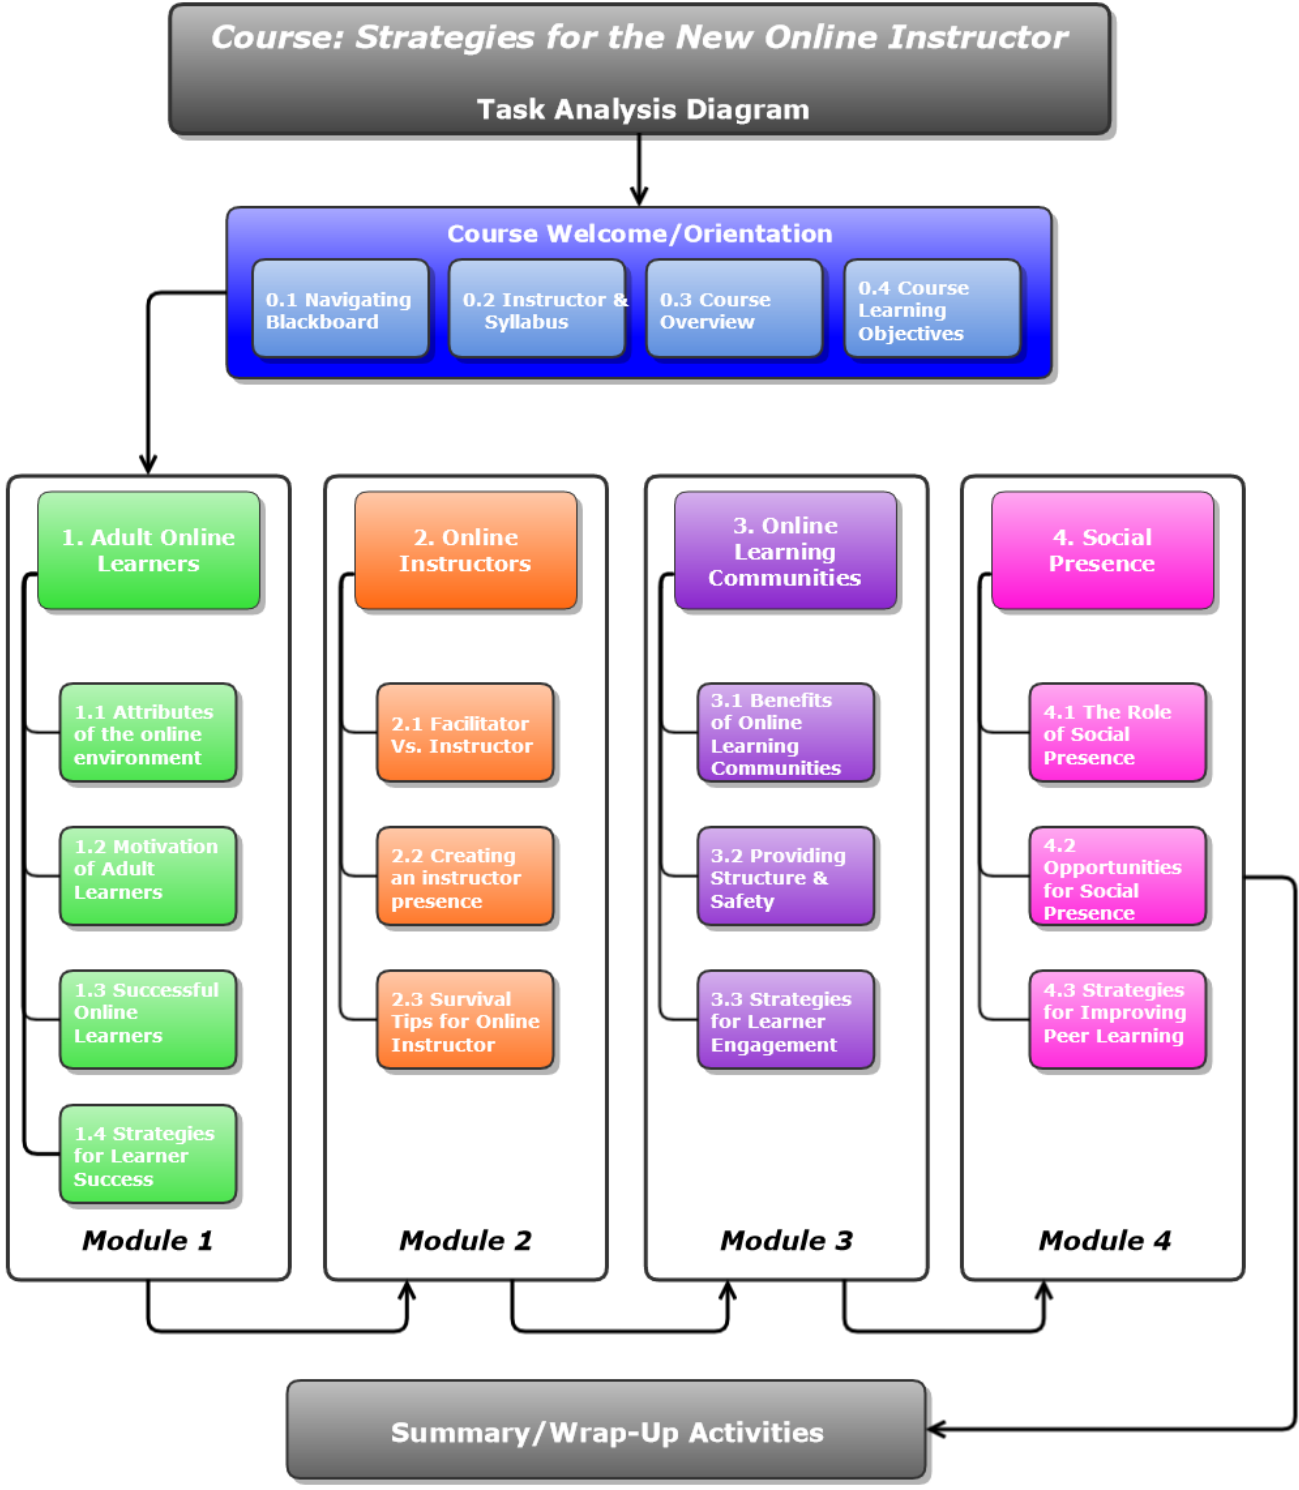 Course: Strategies for the New Online Instructor
Task Analysis Diagram
Course Welcome/Orientation
0.1 Navigating
Blackboard
0.2 Instructor &
Syllabus
0.3 Course
Overview
0.4 Course
Learning
Objectives
1. Adult Online
Learners
1.1 Attributes
of the online
environment
1.2 Motivation
of Adult
Learners
1.3 Successful
Online
Learners
1.4 Strategies
for Learner
Success
Module 1
2. Online
Instructors
2.1 Facilitator
Vs. Instructor
2.2 Creating
an instructor
presence
2.3 Survival
Tips for Online
Instructor
Module 2
3. Online
Learning
Communities
3.1 Benefits
of Online
Learning
Communities
3.2 Providing
Structure &
Safety
3.3 Strategies
for Learner
Engagement
Module 3
4. Social
Presence
4.1 The Role
of Social
Presence
4.2
Opportunities
for Social
Presence
4.3 Strategies
for Improving
Peer Learning
Module 4
Summary/Wrap-Up Activities